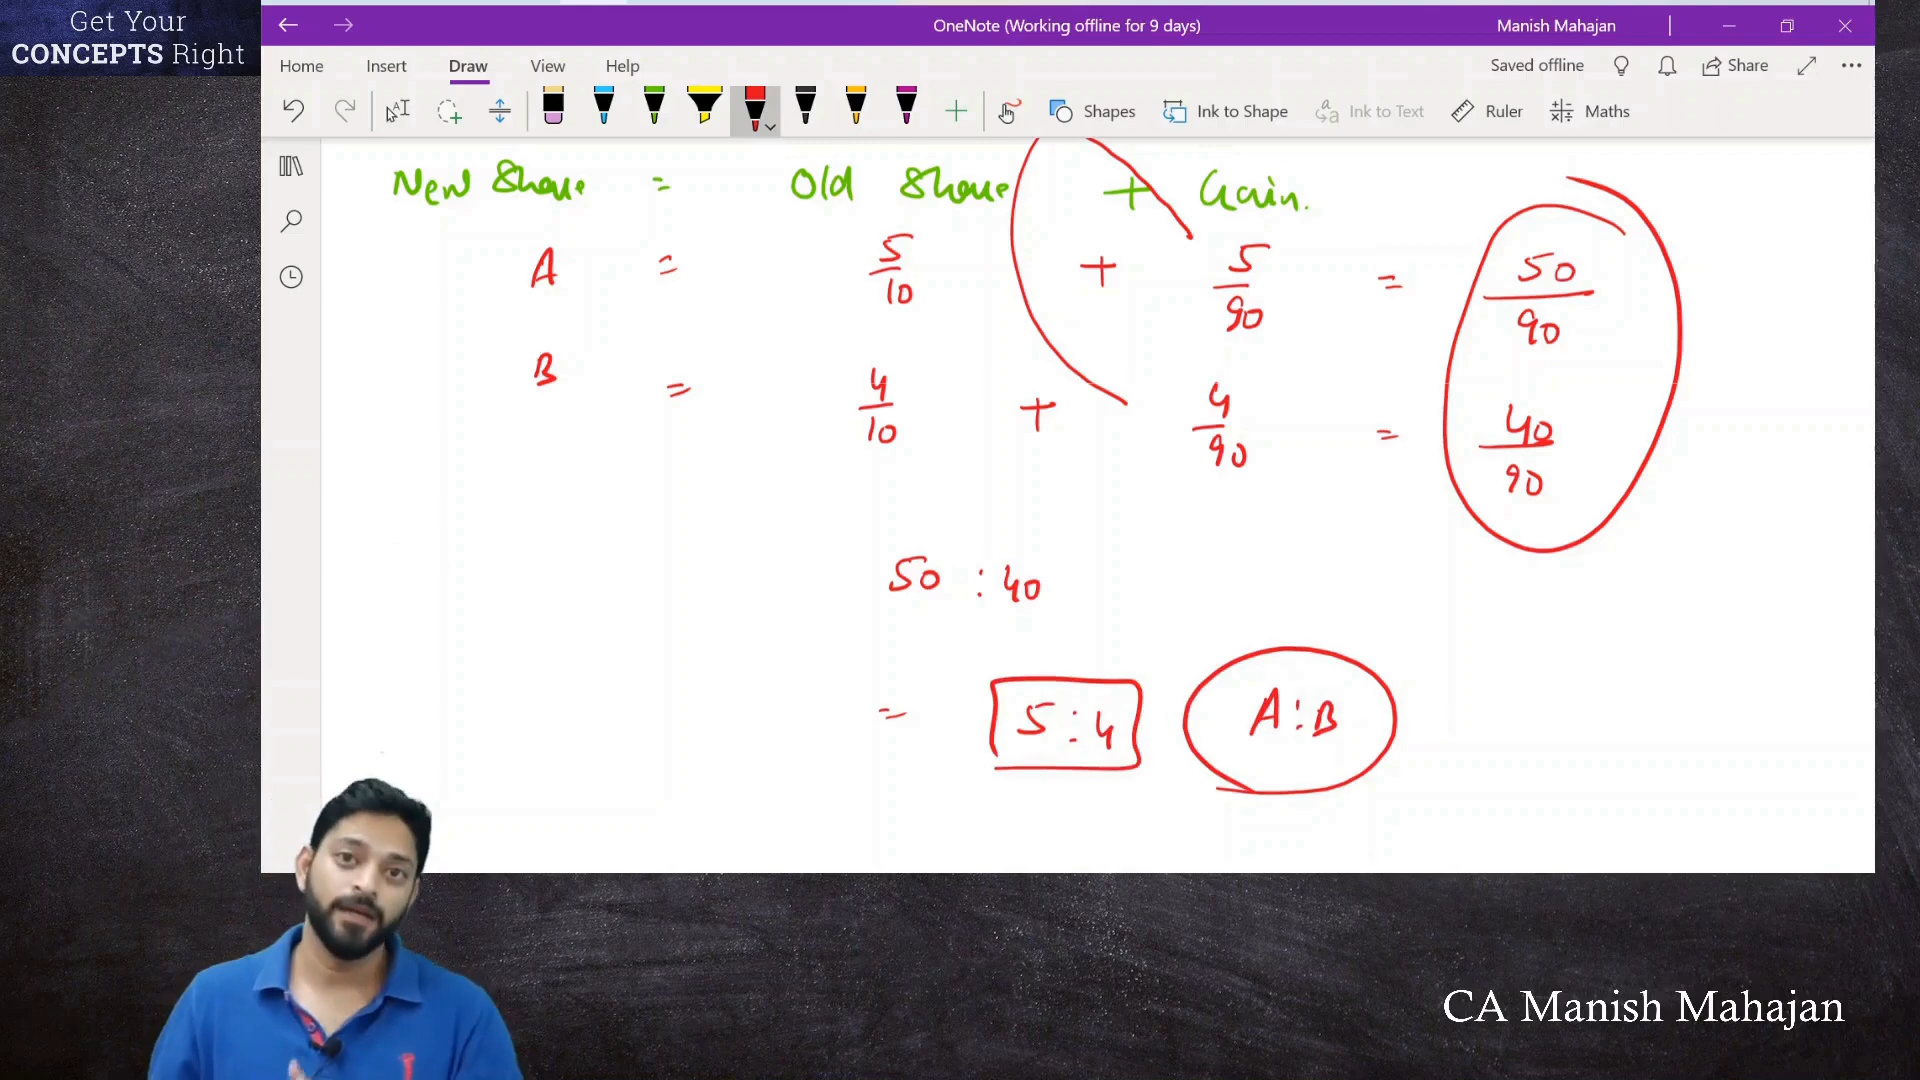 Get Your
CONCEPTS Right
OneNote (Working offline for 9 days)
Manish Mahajan
Home Insert Draw View Help
Saved offline
Share
Shapes
Ink to Shape
Ink to Text
Ruler
Maths
New Share = Old Share + Gain.
A = 5/10 + 5/90 = 50/90
B = 4/10 + 4/90 = 40/90
50 : 40
= 5:4 A:B
CA Manish Mahajan